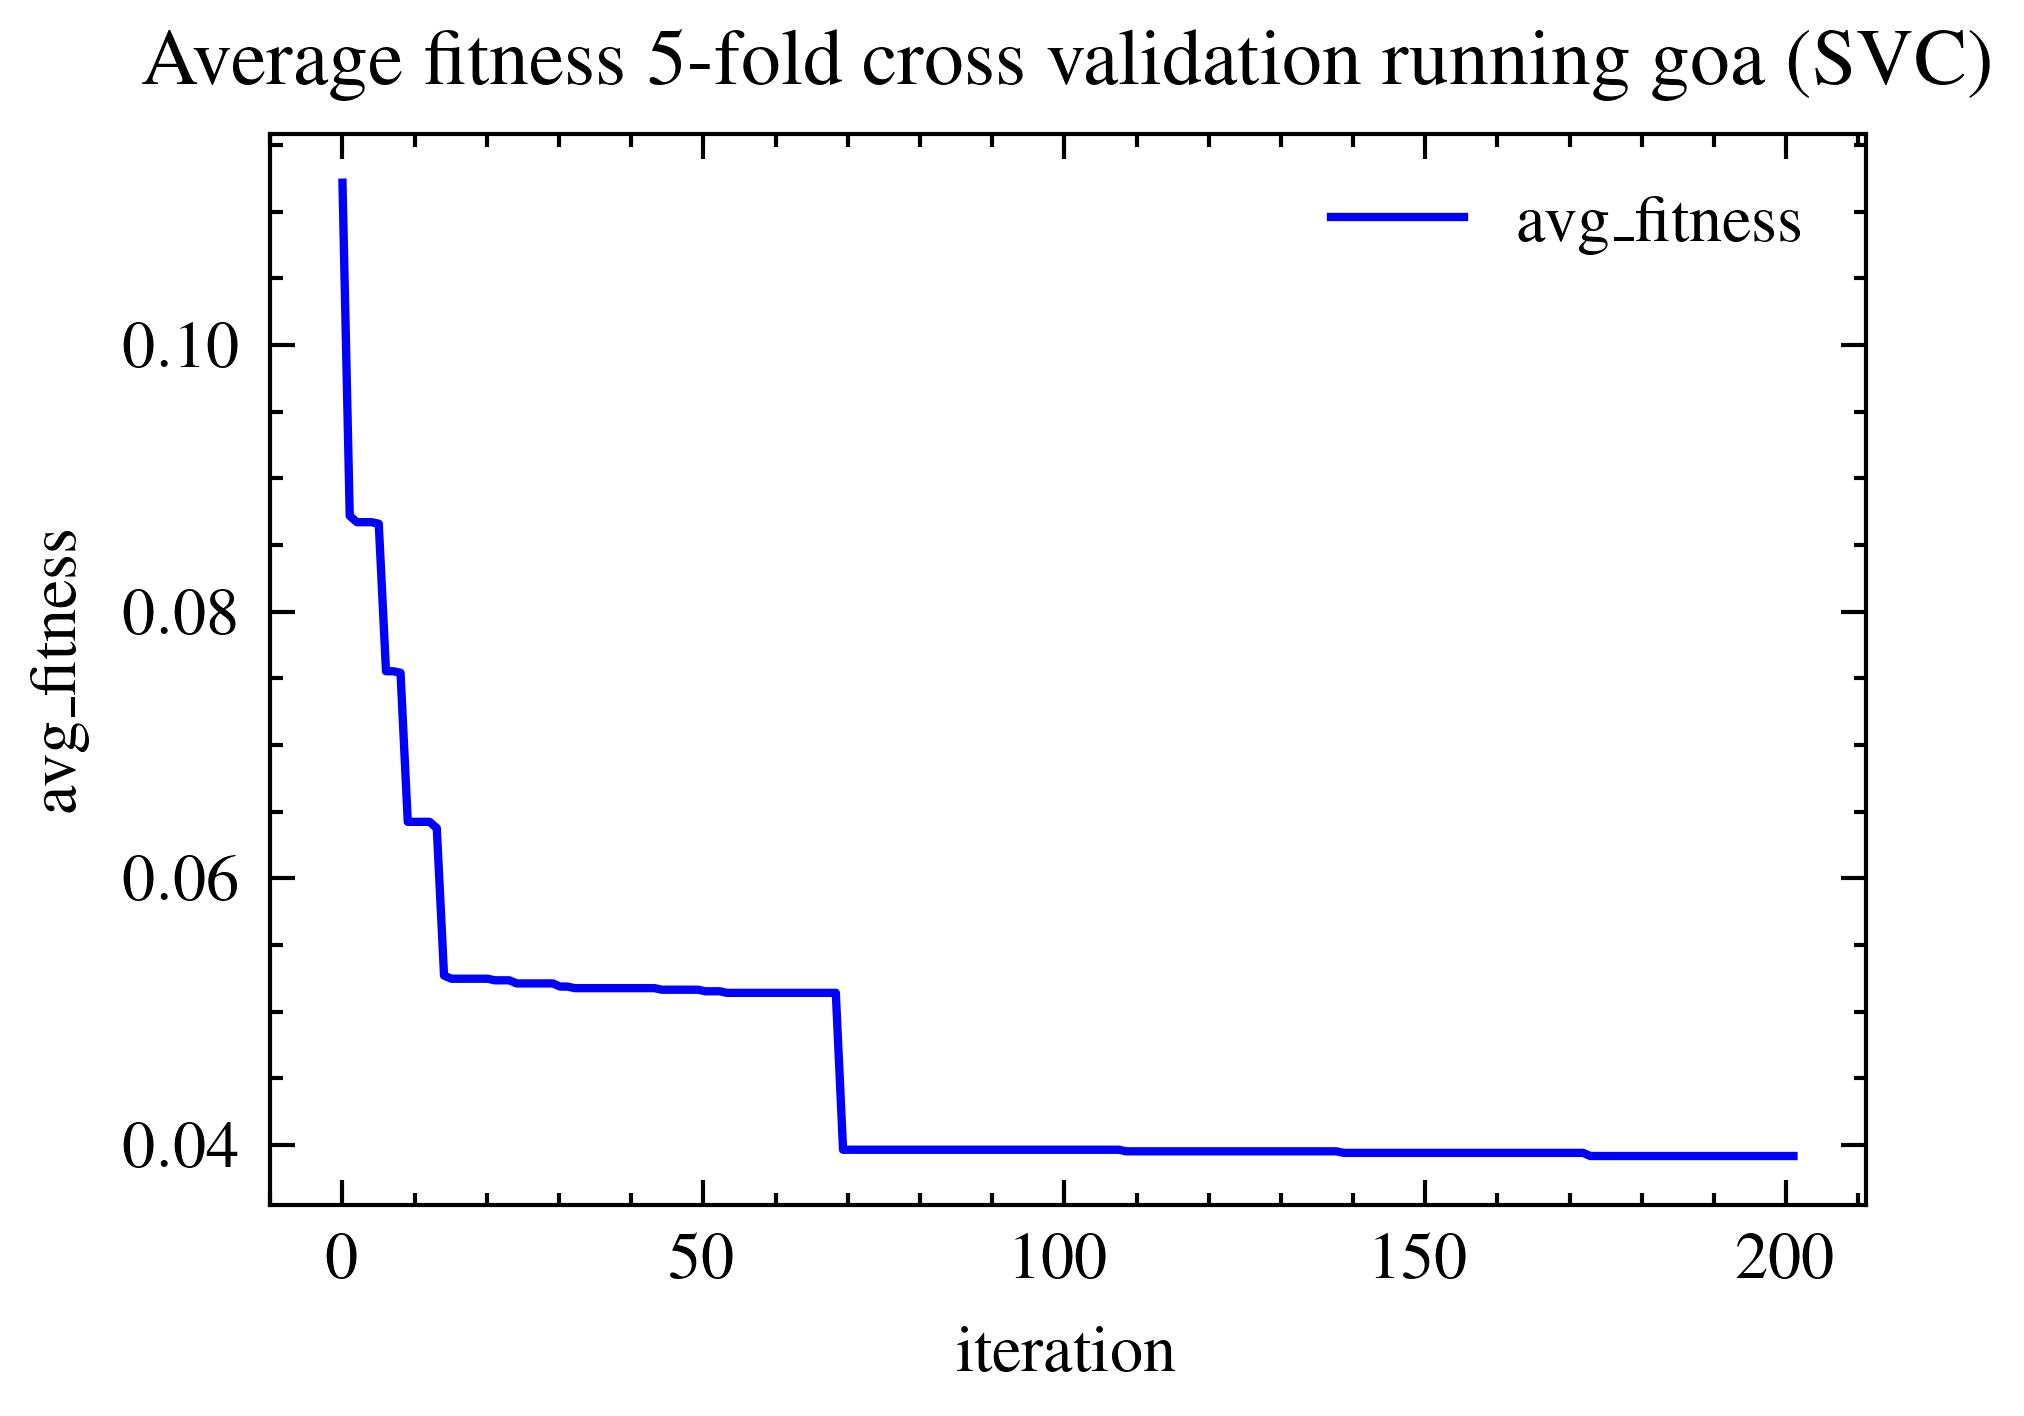 Average fitness 5-fold cross validation running goa (SVC)
avg_fitness
avg_fitness
0.10
0.08
0.06
0.04
0 50 100 150 200
iteration